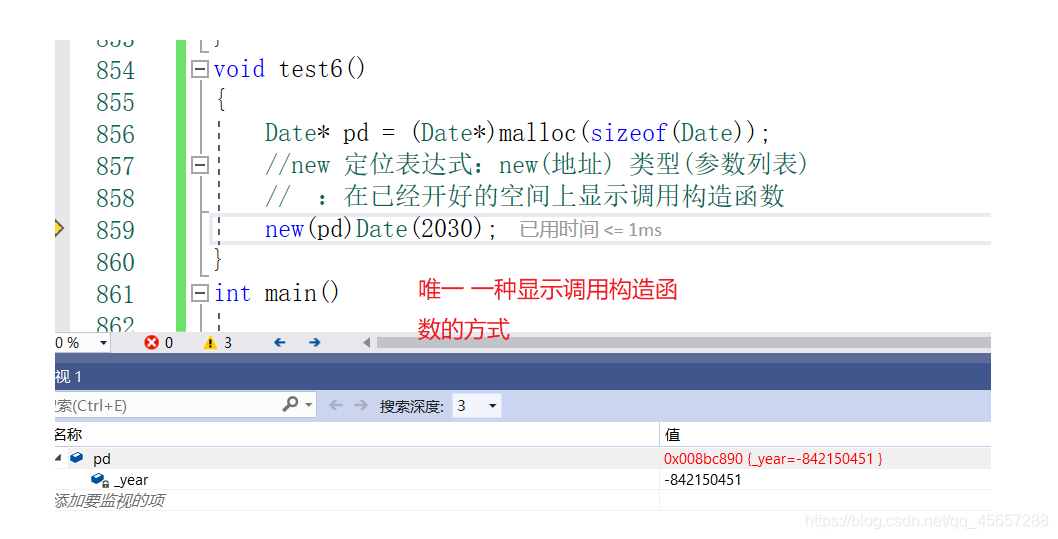 854 void test6()
855 {
856 Date* pd = (Date*)malloc(sizeof(Date));
857 //new 定位表达式：new(地址) 类型(参数列表)
858 // ：在已经开好的空间上显示调用构造函数
859 new(pd)Date(2030); 已用时间 <= 1ms
860 }
861 int main()
862
唯一 一种显示调用构造函
数的方式
0 % 0 3
视 1
搜索(Ctrl+E) 搜索深度: 3
名称 值
pd 0x008bc890 {_year=-842150451 }
_year -842150451
添加要监视的项
https://blog.csdn.net/qq_45657288